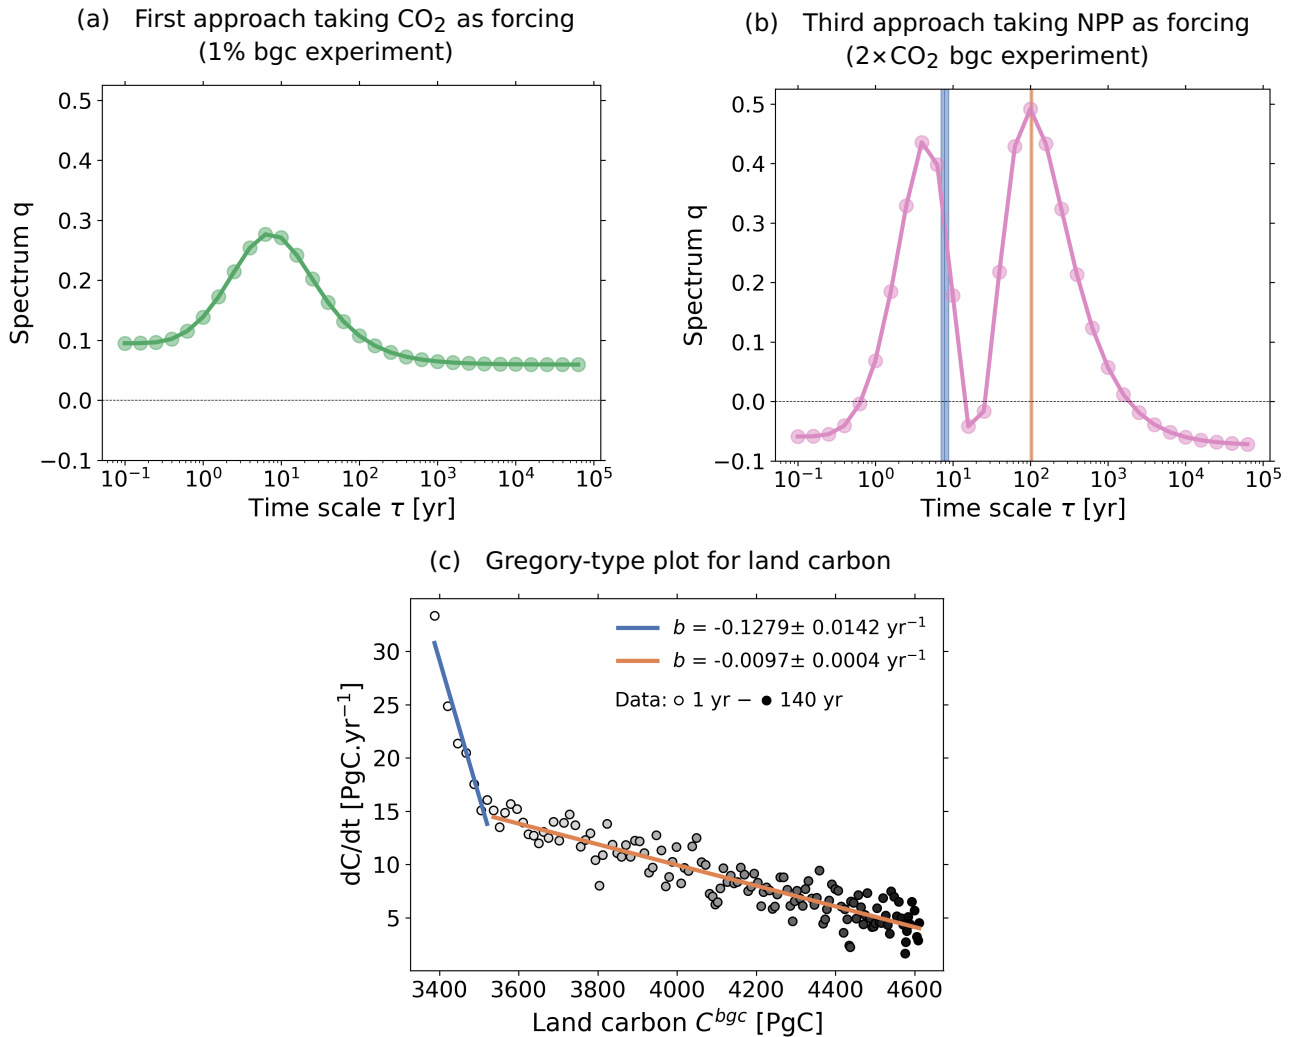 (a) First approach taking CO₂ as forcing
(1% bgc experiment)
Spectrum q
0.5
0.4
0.3
0.2
0.1
0.0
−0.1
10⁻¹ 10⁰ 10¹ 10² 10³ 10⁴ 10⁵
Time scale τ [yr]
(b) Third approach taking NPP as forcing
(2×CO₂ bgc experiment)
Spectrum q
0.5
0.4
0.3
0.2
0.1
0.0
−0.1
10⁻¹ 10⁰ 10¹ 10² 10³ 10⁴ 10⁵
Time scale τ [yr]
(c) Gregory-type plot for land carbon
dC/dt [PgC.yr⁻¹]
30
25
20
15
10
5
b = -0.1279± 0.0142 yr⁻¹
b = -0.0097± 0.0004 yr⁻¹
Data: ○ 1 yr − ● 140 yr
3400 3600 3800 4000 4200 4400 4600
Land carbon Cᵇᵍᶜ [PgC]